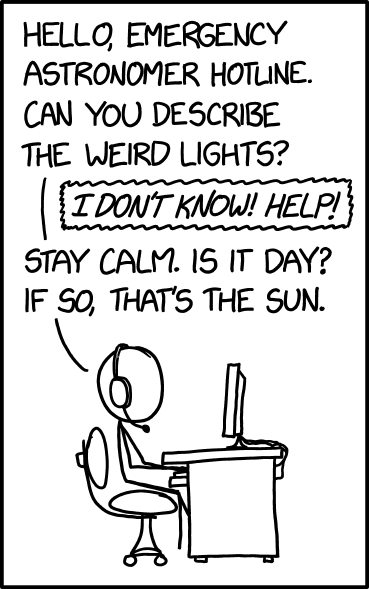 HELLO, EMERGENCY
ASTRONOMER HOTLINE.
CAN YOU DESCRIBE
THE WEIRD LIGHTS?
I DON'T KNOW! HELP!
STAY CALM. IS IT DAY?
IF SO, THAT'S THE SUN.